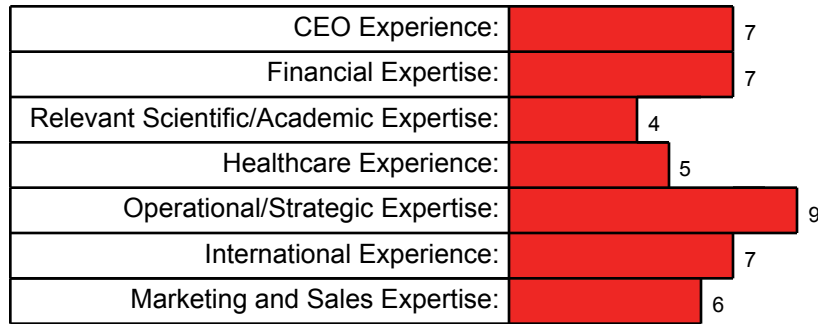 CEO Experience: 7
Financial Expertise: 7
Relevant Scientific/Academic Expertise: 4
Healthcare Experience: 5
Operational/Strategic Expertise: 9
International Experience: 7
Marketing and Sales Expertise: 6